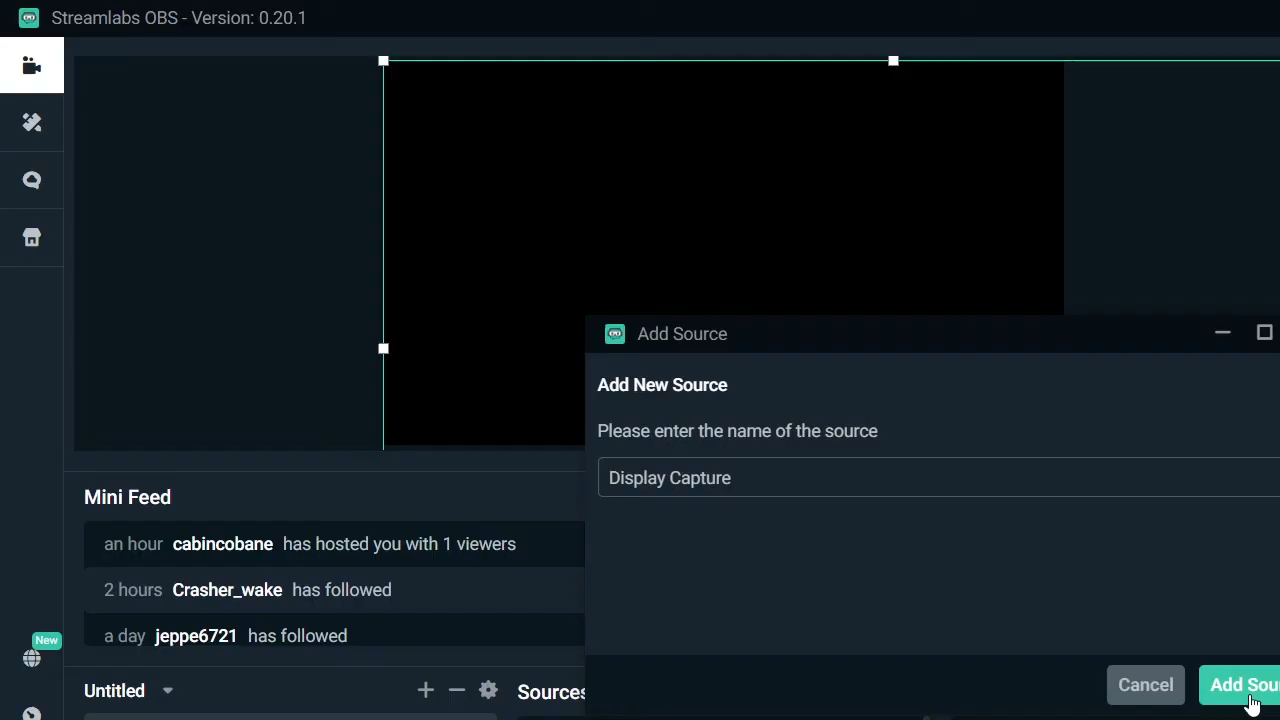 Streamlabs OBS - Version: 0.20.1
Add Source
Add New Source
Please enter the name of the source
Display Capture
Mini Feed
an hour cabincobane has hosted you with 1 viewers
2 hours Crasher_wake has followed
a day jeppe6721 has followed
New
Cancel Add Sou
Untitled Sources